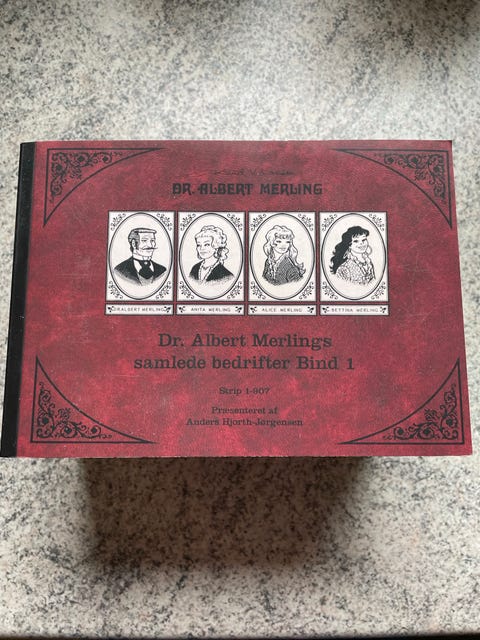 DR. ALBERT MERLING
DR.ALBERT MERLING
ANITA MERLING
ALICE MERLING
BETTINA MERLING
Dr. Albert Merlings
samlede bedrifter Bind 1
Strip 1-807
Præsenteret af
Anders Hjorth-Jørgensen